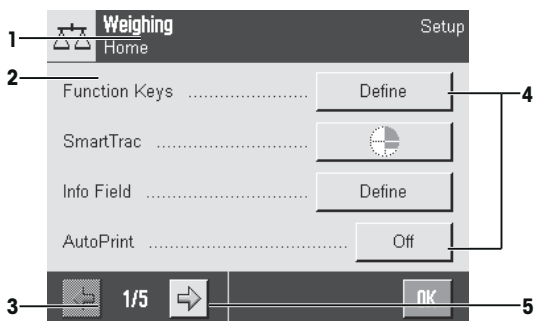 Weighing
Setup
1
Home
2
Function Keys ...................... Define
4
SmartTrac ............................
Info Field ............................. Define
AutoPrint ................................... Off
3
1/5
OK
5